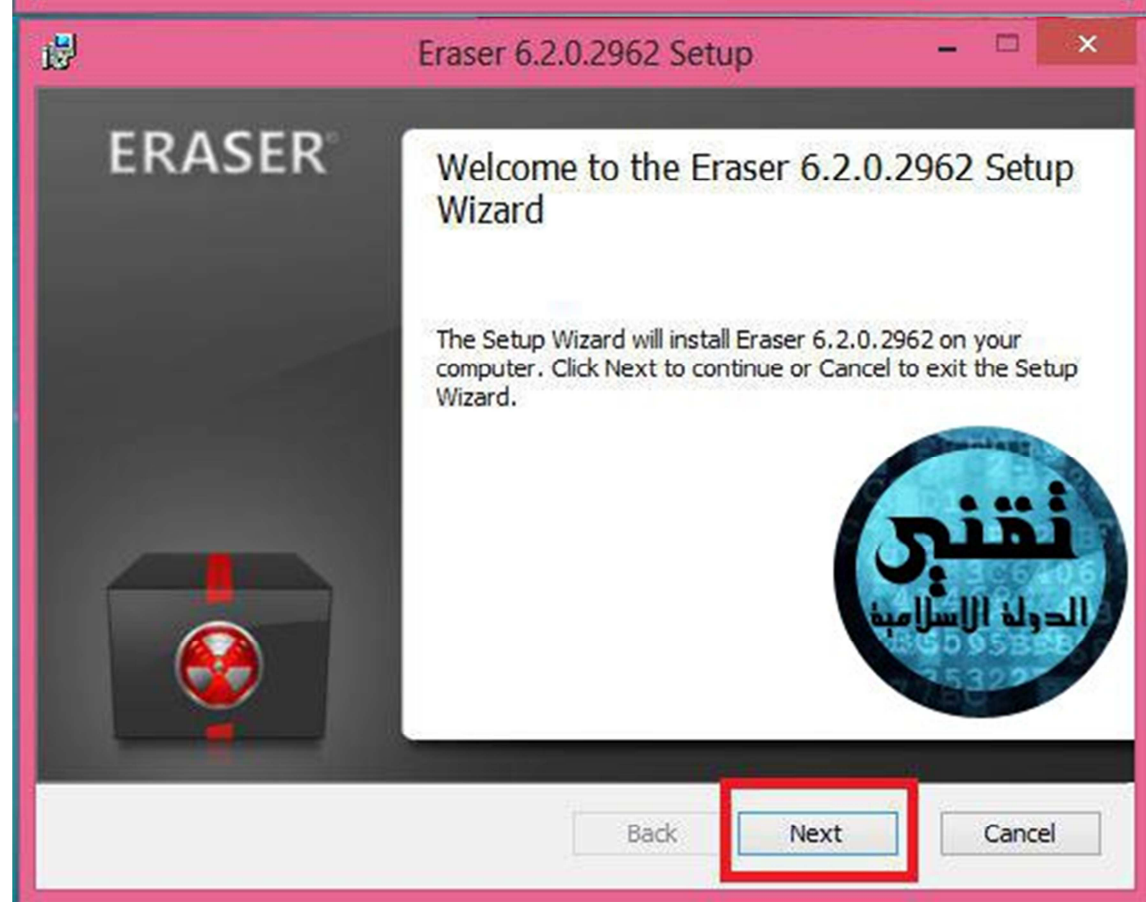 Eraser 6.2.0.2962 Setup
ERASER
Welcome to the Eraser 6.2.0.2962 Setup
Wizard
The Setup Wizard will install Eraser 6.2.0.2962 on your
computer. Click Next to continue or Cancel to exit the Setup
Wizard.
تقني
الدولة الاسلامية
Back
Next
Cancel